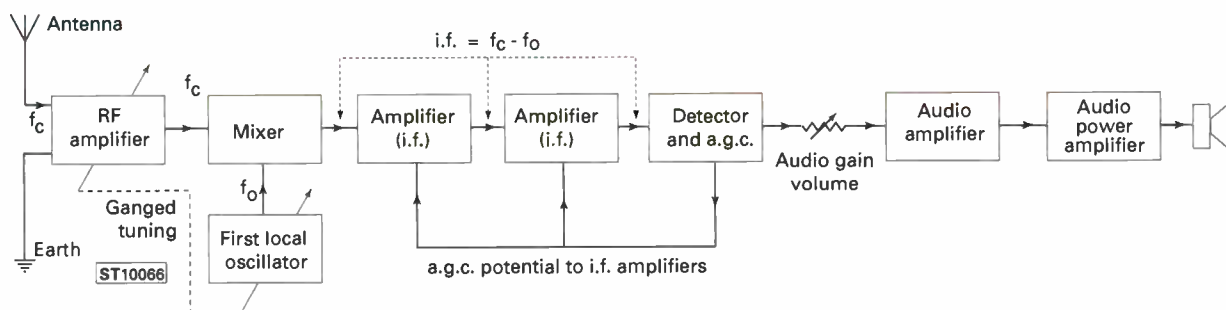 Antenna
i.f. = fc - fo
fc
fc
RF
amplifier
Mixer
Amplifier
(i.f.)
Amplifier
(i.f.)
Detector
and a.g.c.
Audio gain
volume
Audio
amplifier
Audio
power
amplifier
fo
Ganged
tuning
First local
oscillator
Earth
ST10066
a.g.c. potential to i.f. amplifiers